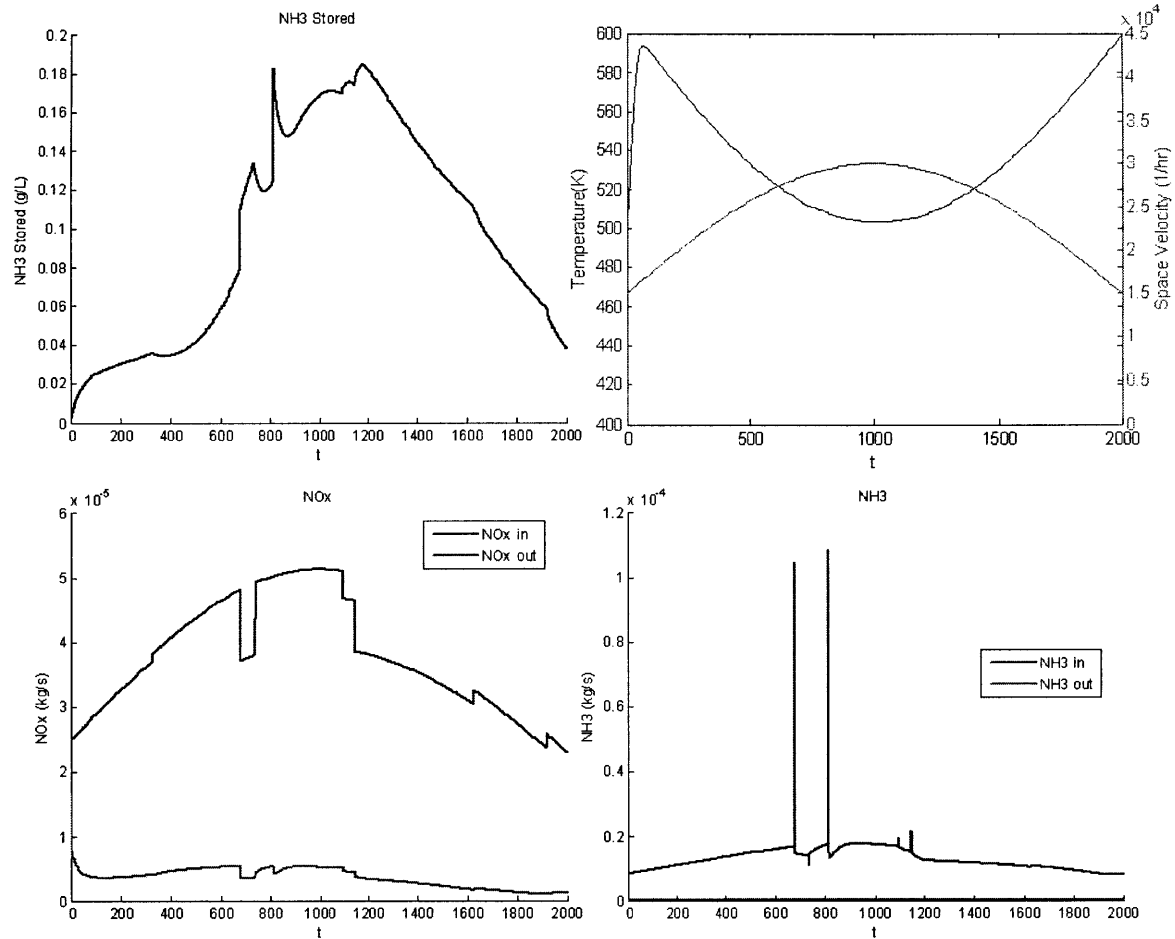 NH3 Stored
NH3 Stored (g/L)
0.2
0.18
0.16
0.14
0.12
0.1
0.08
0.06
0.04
0.02
0
0 200 400 600 800 1000 1200 1400 1600 1800 2000
t
x 10^4
Temperature(K)
600
580
560
540
520
500
480
460
440
420
400
Space Velocity (1/hr)
4.5
4
3.5
3
2.5
2
1.5
1
0.5
0
0 500 1000 1500 2000
t
x 10^-5
NOx
NOx in
NOx out
NOx (kg/s)
6
5
4
3
2
1
0
0 200 400 600 800 1000 1200 1400 1600 1800 2000
t
x 10^-4
NH3
NH3 in
NH3 out
NH3 (kg/s)
1.2
1
0.8
0.6
0.4
0.2
0
0 200 400 600 800 1000 1200 1400 1600 1800 2000
t